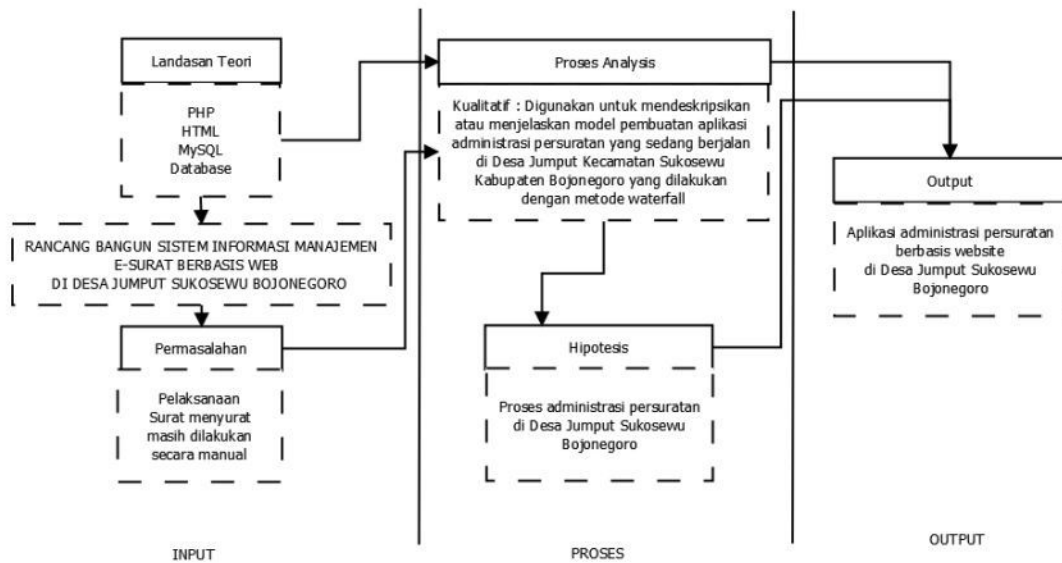 Landasan Teori
PHP
HTML
MySQL
Database
RANCANG BANGUN SISTEM INFORMASI MANAJEMEN
E-SURAT BERBASIS WEB
DI DESA JUMPUT SUKOSEWU BOJONEGORO
Permasalahan
Pelaksanaan
Surat menyurat
masih dilakukan
secara manual
INPUT
Proses Analysis
Kualitatif : Digunakan untuk mendeskripsikan
atau menjelaskan model pembuatan aplikasi
administrasi persuratan yang sedang berjalan
di Desa Jumput Kecamatan Sukosewu
Kabupaten Bojonegoro yang dilakukan
dengan metode waterfall
Hipotesis
Proses administrasi persuratan
di Desa Jumput Sukosewu
Bojonegoro
PROSES
Output
Aplikasi administrasi persuratan
berbasis website
di Desa Jumput Sukosewu
Bojonegoro
OUTPUT